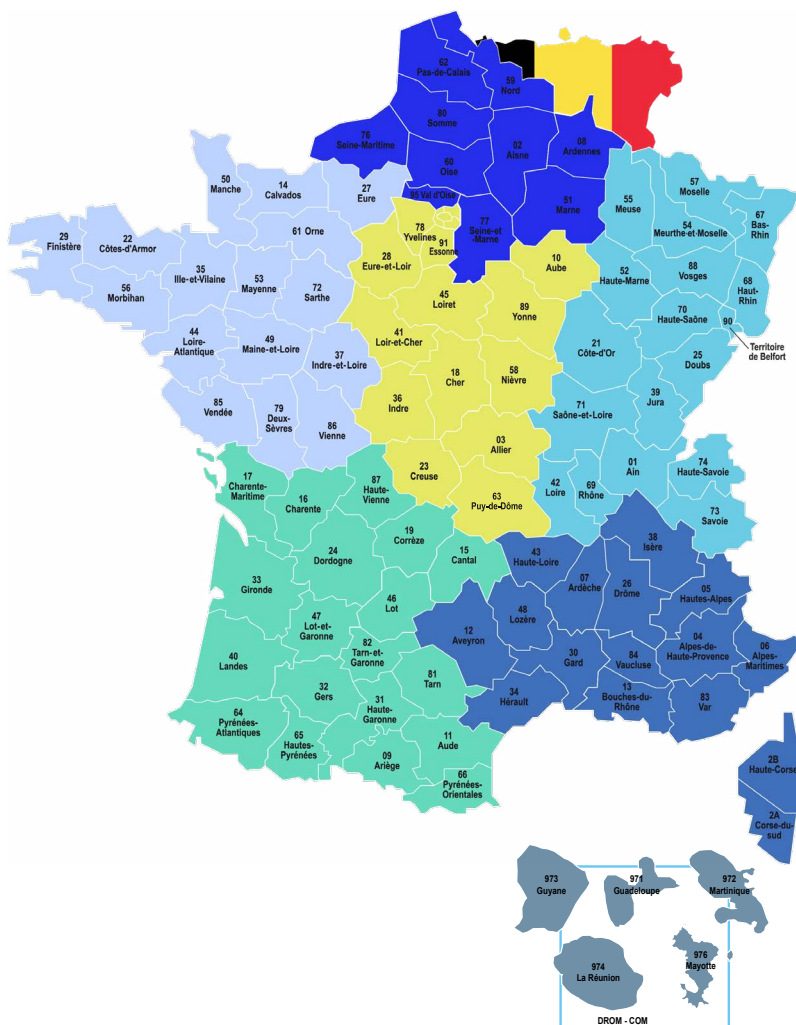 62
Pas-de-Calais
59
Nord
80
Somme
76
Seine-Maritime
02
Aisne
08
Ardennes
60
Oise
95 Val d'Oise
51
Marne
77
Seine-et-
Marne
50
Manche
14
Calvados
27
Eure
61 Orne
29
Finistère
22
Côtes-d'Armor
56
Morbihan
35
Ille-et-Vilaine
53
Mayenne
72
Sarthe
44
Loire-
Atlantique
49
Maine-et-Loire
37
Indre-et-Loire
85
Vendée
79
Deux-
Sèvres
86
Vienne
78
Yvelines
91
Essonne
28
Eure-et-Loir
10
Aube
45
Loiret
89
Yonne
41
Loir-et-Cher
18
Cher
58
Nièvre
36
Indre
03
Allier
23
Creuse
63
Puy-de-Dôme
55
Meuse
57
Moselle
54
Meurthe-et-Moselle
67
Bas-
Rhin
52
Haute-Marne
88
Vosges
68
Haut-
Rhin
70
Haute-Saône
90
Territoire
de Belfort
21
Côte-d'Or
25
Doubs
39
Jura
71
Saône-et-Loire
01
Ain
74
Haute-Savoie
42
Loire
69
Rhône
73
Savoie
17
Charente-
Maritime
16
Charente
87
Haute-
Vienne
19
Corrèze
24
Dordogne
15
Cantal
33
Gironde
46
Lot
47
Lot-et-
Garonne
82
Tarn-et-
Garonne
40
Landes
32
Gers
81
Tarn
31
Haute-
Garonne
64
Pyrénées-
Atlantiques
65
Hautes-
Pyrénées
09
Ariège
11
Aude
66
Pyrénées-
Orientales
38
Isère
43
Haute-Loire
07
Ardèche
26
Drôme
05
Hautes-Alpes
48
Lozère
12
Aveyron
30
Gard
84
Vaucluse
04
Alpes-de-
Haute-Provence
06
Alpes-
Maritimes
34
Hérault
13
Bouches-du-
Rhône
83
Var
2B
Haute-Corse
2A
Corse-du-
sud
973
Guyane
971
Guadeloupe
972
Martinique
974
La Réunion
976
Mayotte
DROM - COM